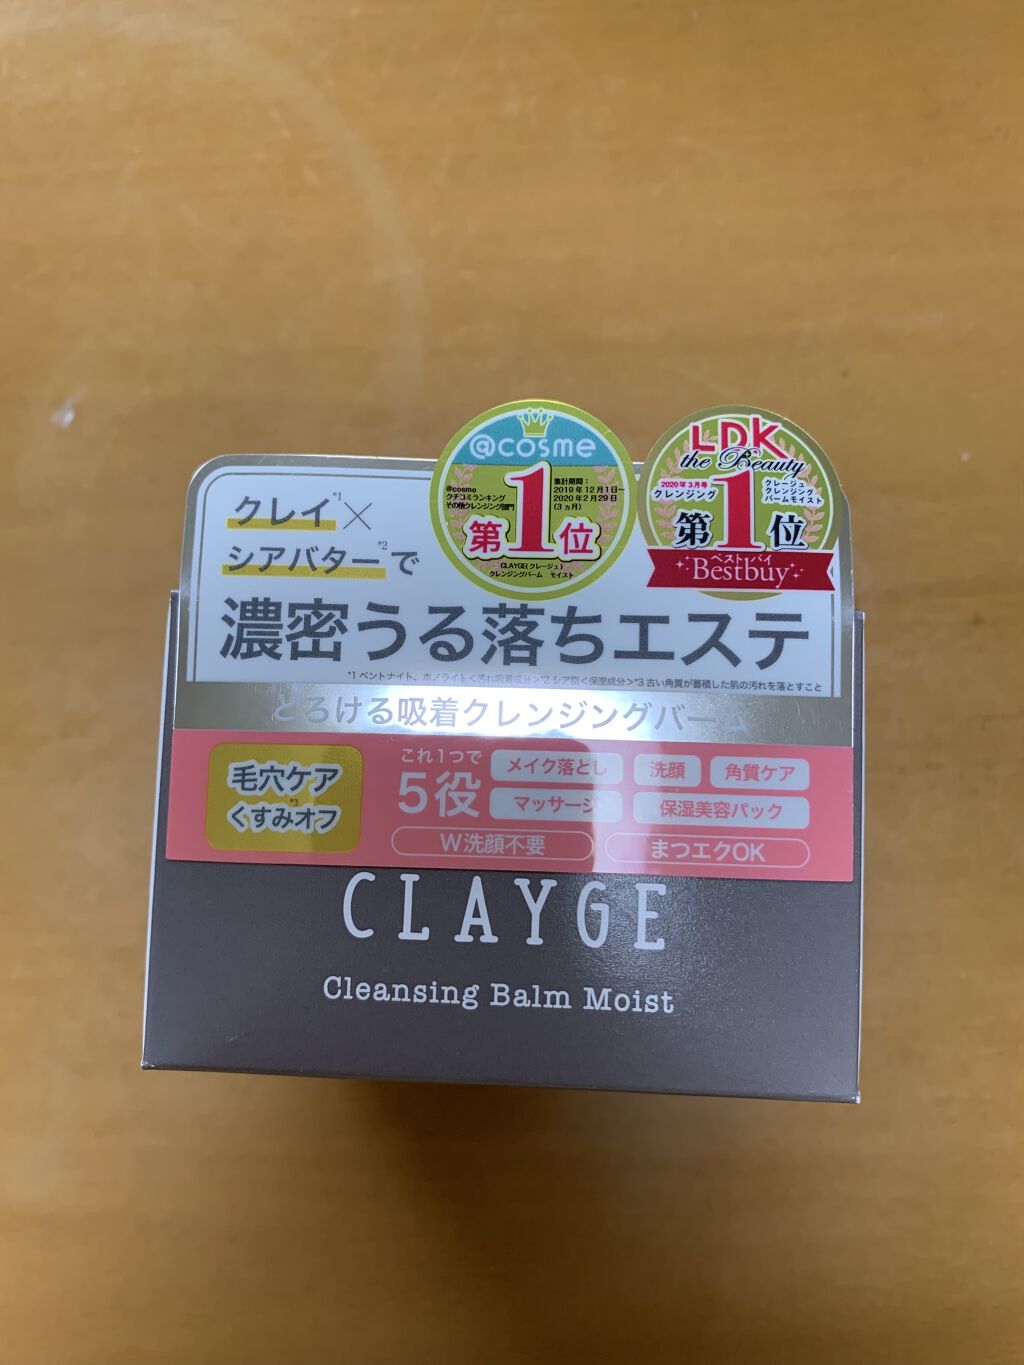 @cosme
@cosme
クチコミランキング
その他クレンジング部門
集計期間：
2019年12月1日～
2020年2月29日
(3ヵ月)
第1位
CLAYGE(クレージュ)
クレンジングバーム モイスト
LDK
the Beauty
2020年3月号
クレンジング
クレージュ
クレンジング
バームモイスト
第1位
ベストバイ
Bestbuy
クレイ*1×
シアバター*2で
濃密うる落ちエステ
*1 ベントナイト、ホノライト<汚れ吸着成分>*2 シア脂<保湿成分>*3 古い角質が蓄積した肌の汚れを落とすこと
とろける吸着クレンジングバーム
毛穴ケア
くすみオフ*3
これ1つで
5役
メイク落とし 洗顔 角質ケア
マッサージ 保湿美容パック
W洗顔不要 まつエクOK
CLAYGE
Cleansing Balm Moist